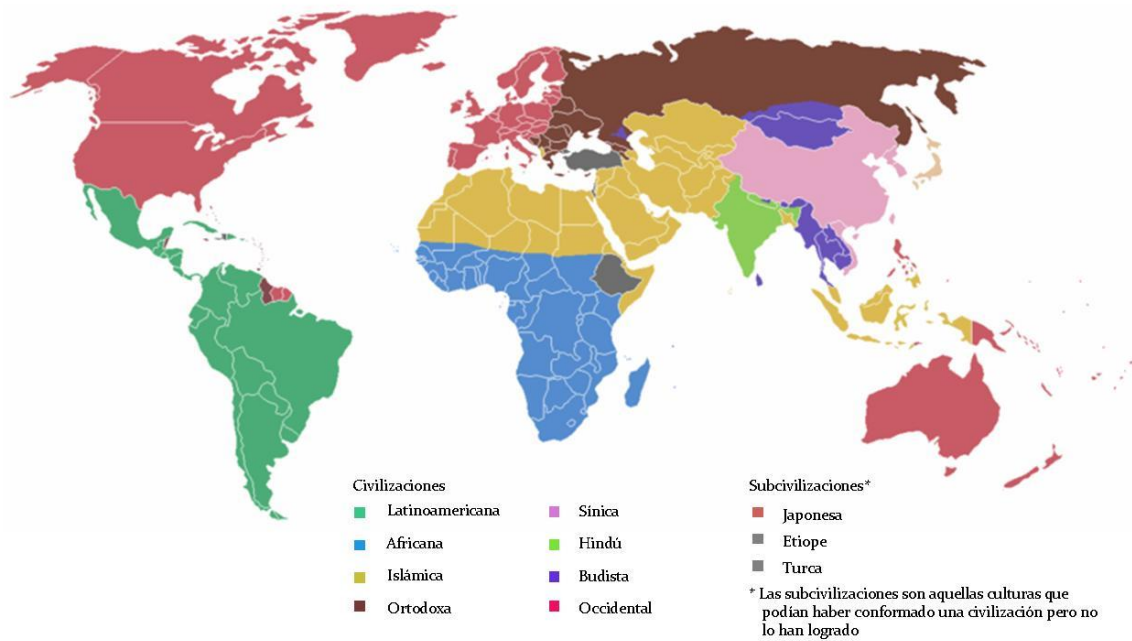 Civilizaciones
Latinoamericana
Africana
Islámica
Ortodoxa
Sínica
Hindú
Budista
Occidental
Subcivilizaciones*
Japonesa
Etiope
Turca
* Las subcivilizaciones son aquellas culturas que
podían haber conformado una civilización pero no
lo han logrado